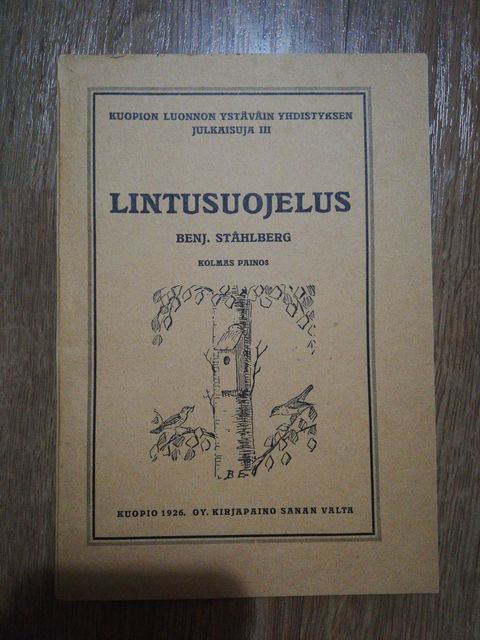 KUOPION LUONNON YSTÄVÄIN YHDISTYKSEN
JULKAISUJA III
LINTUSUOJELUS
BENJ. STÅHLBERG
KOLMAS PAINOS
B E
KUOPIO 1926. OY. KIRJAPAINO SANAN VALTA